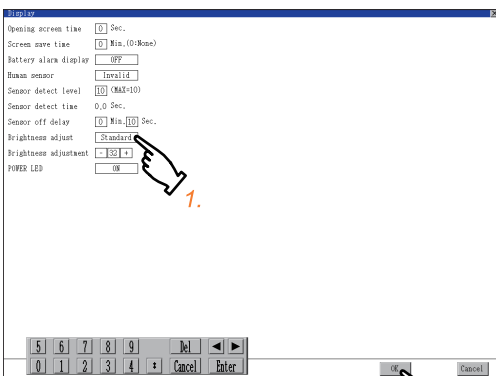 Display
Opening screen time 0 Sec.
Screen save time 0 Min.(0:None)
Battery alarm display OFF
Human sensor Invalid
Sensor detect level 10 (MAX=10)
Sensor detect time 0.0 Sec.
Sensor off delay 0 Min. 10 Sec.
Brightness adjust Standard
Brightness adjustment - 32 +
POWER LED ON
1.
5 6 7 8 9 Del ◀ ▶
0 1 2 3 4 ± Cancel Enter
OK Cancel